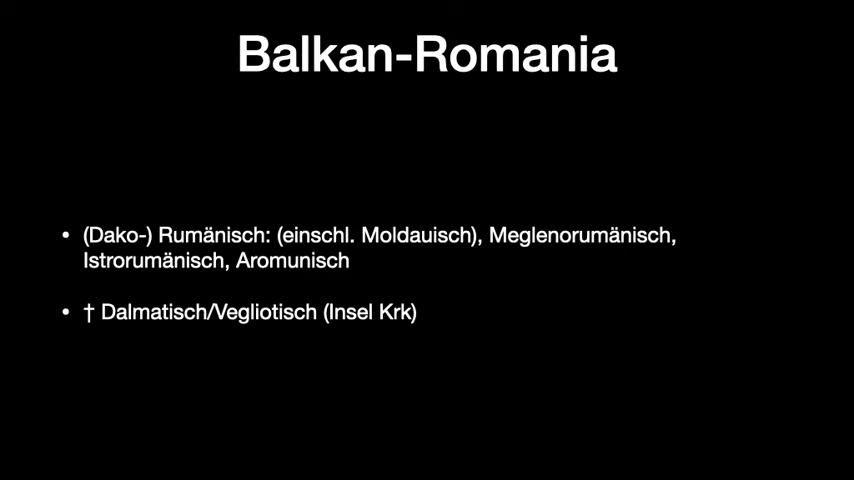 Balkan-Romania
• (Dako-) Rumänisch: (einschl. Moldauisch), Meglenorumänisch,
Istrorumänisch, Aromunisch
• † Dalmatisch/Vegliotisch (Insel Krk)